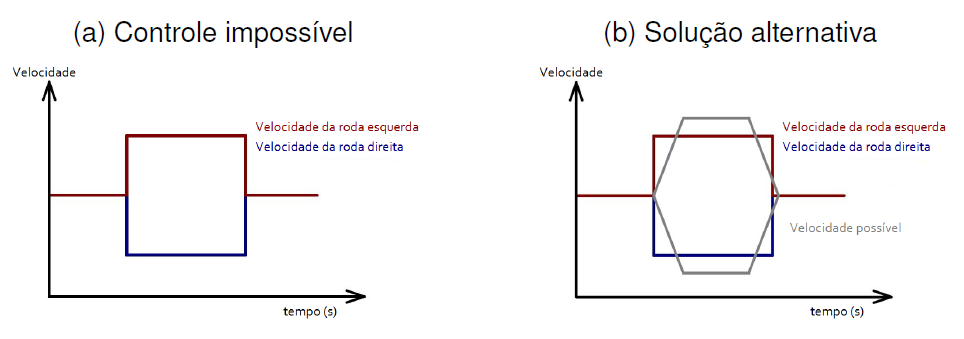 (a) Controle impossível
Velocidade
Velocidade da roda esquerda
Velocidade da roda direita
tempo (s)
(b) Solução alternativa
Velocidade
Velocidade da roda esquerda
Velocidade da roda direita
Velocidade possível
tempo (s)